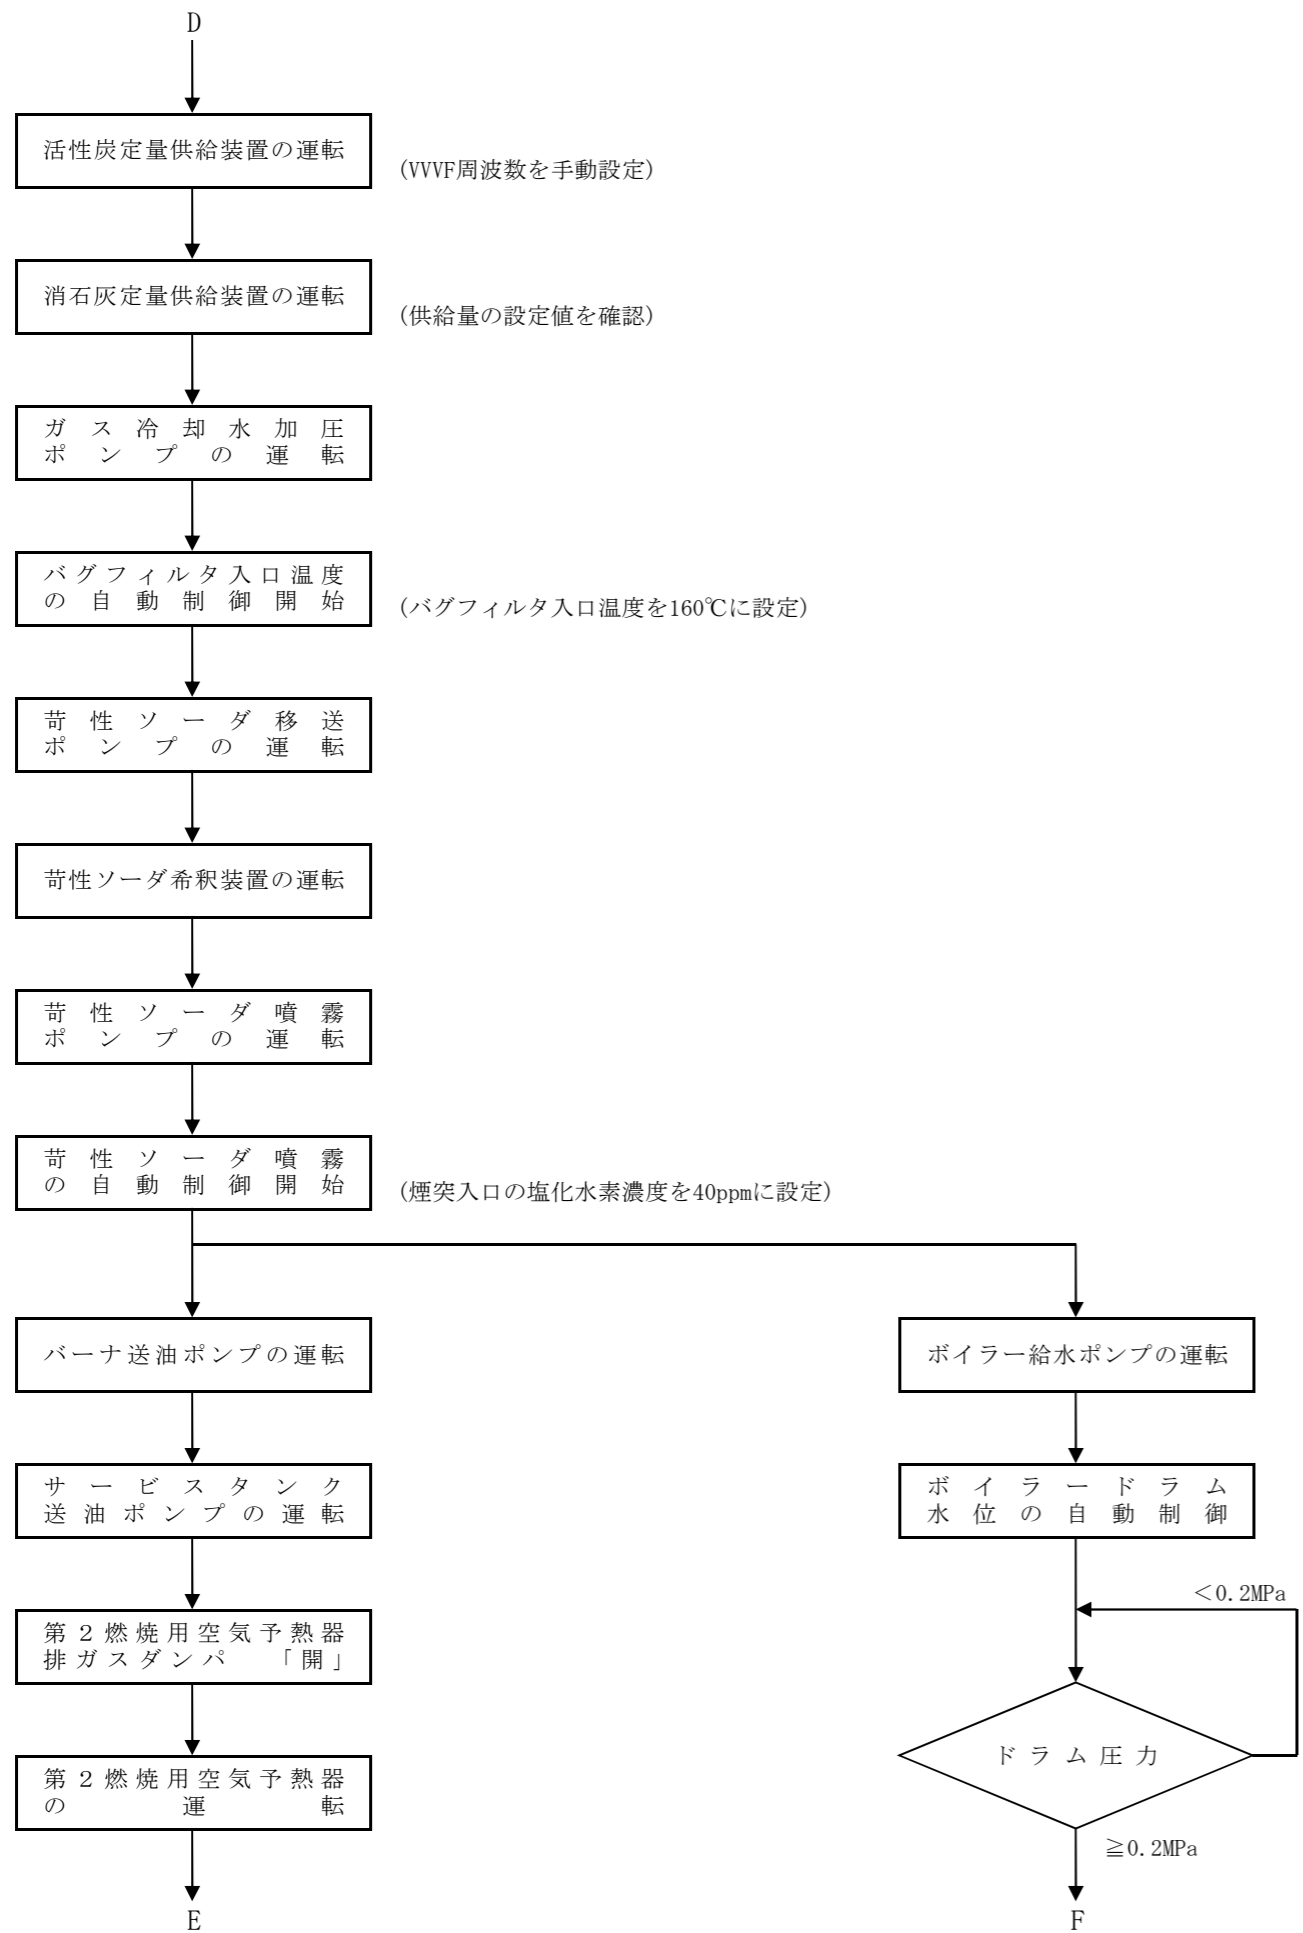 D
活性炭定量供給装置の運転
(VVVF周波数を手動設定)
消石灰定量供給装置の運転
(供給量の設定値を確認)
ガス冷却水加圧
ポンプの運転
バグフィルタ入口温度
の自動制御開始
(バグフィルタ入口温度を160℃に設定)
苛性ソーダ移送
ポンプの運転
苛性ソーダ希釈装置の運転
苛性ソーダ噴霧
ポンプの運転
苛性ソーダ噴霧
の自動制御開始
(煙突入口の塩化水素濃度を40ppmに設定)
バーナ送油ポンプの運転
サービスタンク
送油ポンプの運転
第２燃焼用空気予熱器
排ガスダンパ　「開」
第２燃焼用空気予熱器
の運転
E
ボイラー給水ポンプの運転
ボイラードラム
水位の自動制御
＜0.2MPa
ドラム圧力
≧0.2MPa
F